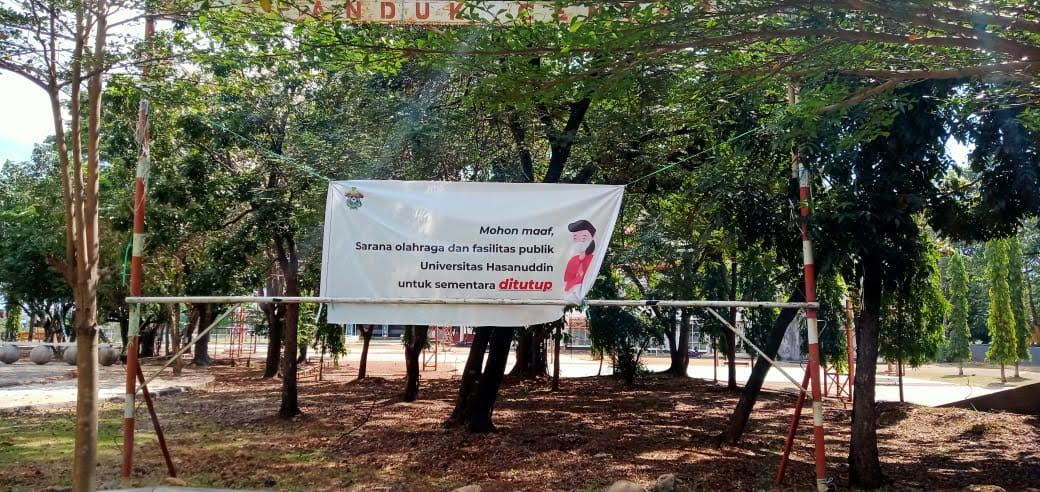 Mohon maaf,
Sarana olahraga dan fasilitas publik
Universitas Hasanuddin
untuk sementara ditutup